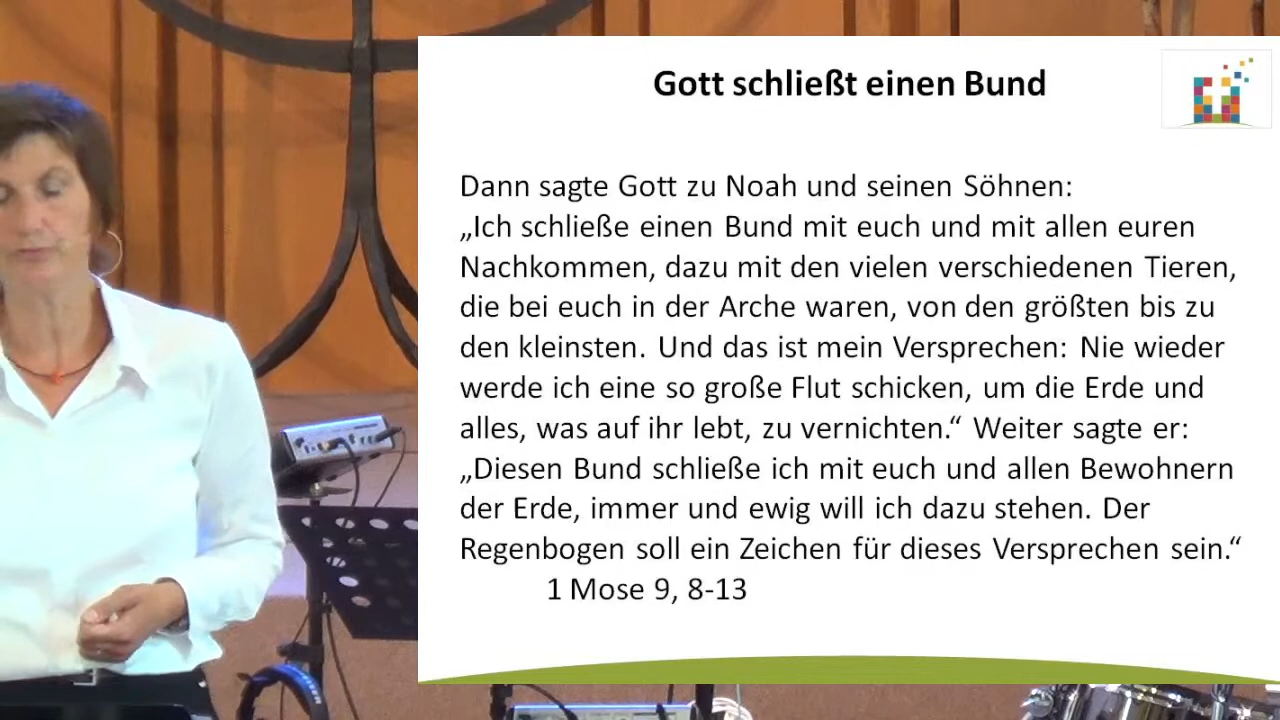 Gott schließt einen Bund
Dann sagte Gott zu Noah und seinen Söhnen:
„Ich schließe einen Bund mit euch und mit allen euren
Nachkommen, dazu mit den vielen verschiedenen Tieren,
die bei euch in der Arche waren, von den größten bis zu
den kleinsten. Und das ist mein Versprechen: Nie wieder
werde ich eine so große Flut schicken, um die Erde und
alles, was auf ihr lebt, zu vernichten.“ Weiter sagte er:
„Diesen Bund schließe ich mit euch und allen Bewohnern
der Erde, immer und ewig will ich dazu stehen. Der
Regenbogen soll ein Zeichen für dieses Versprechen sein.“
1 Mose 9, 8-13